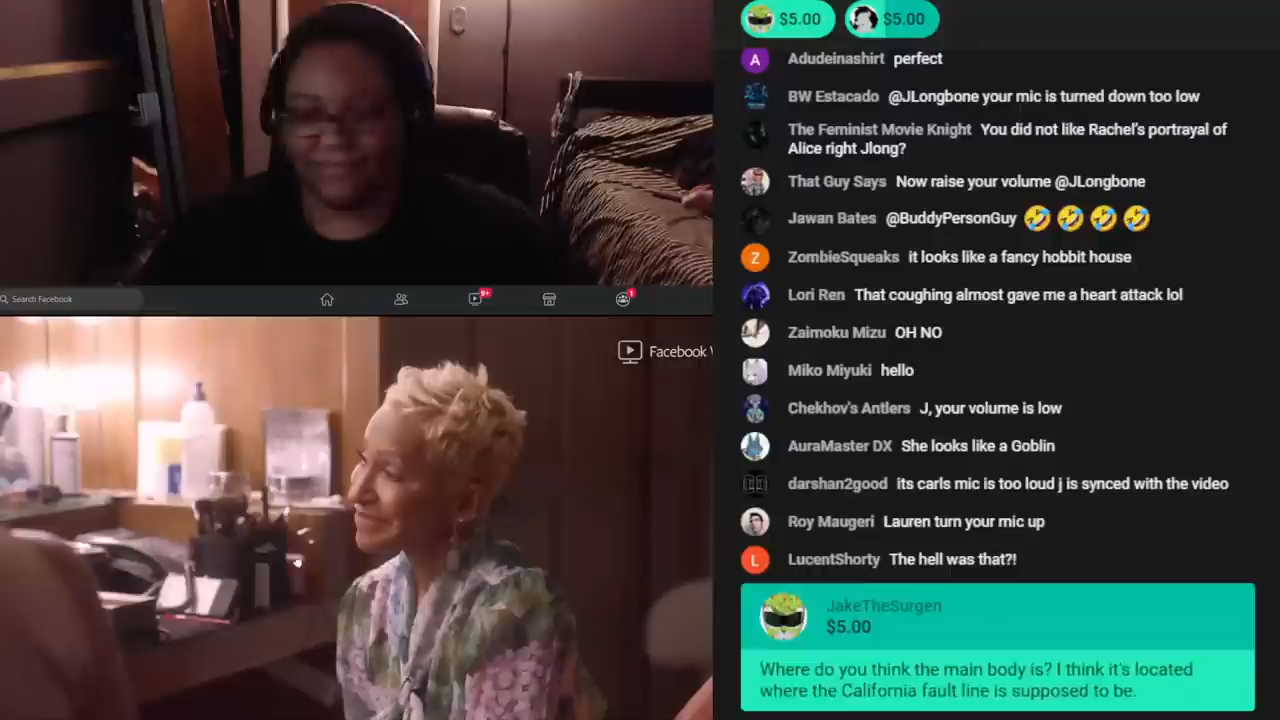 $5.00
$5.00
A
Adudeinashirt perfect
BW Estacado @JLongbone your mic is turned down too low
The Feminist Movie Knight You did not like Rachel's portrayal of
Alice right Jlong?
That Guy Says Now raise your volume @JLongbone
Jawan Bates @BuddyPersonGuy 🤣 🤣 🤣 🤣
Z
ZombieSqueaks it looks like a fancy hobbit house
Lori Ren That coughing almost gave me a heart attack lol
Zaimoku Mizu OH NO
Miko Miyuki hello
Chekhov's Antlers J, your volume is low
AuraMaster DX She looks like a Goblin
darshan2good its carls mic is too loud j is synced with the video
Roy Maugeri Lauren turn your mic up
L
LucentShorty The hell was that?!
JakeTheSurgen
$5.00
Where do you think the main body is? I think it's located
where the California fault line is supposed to be.
Search Facebook
9+
1
Facebook